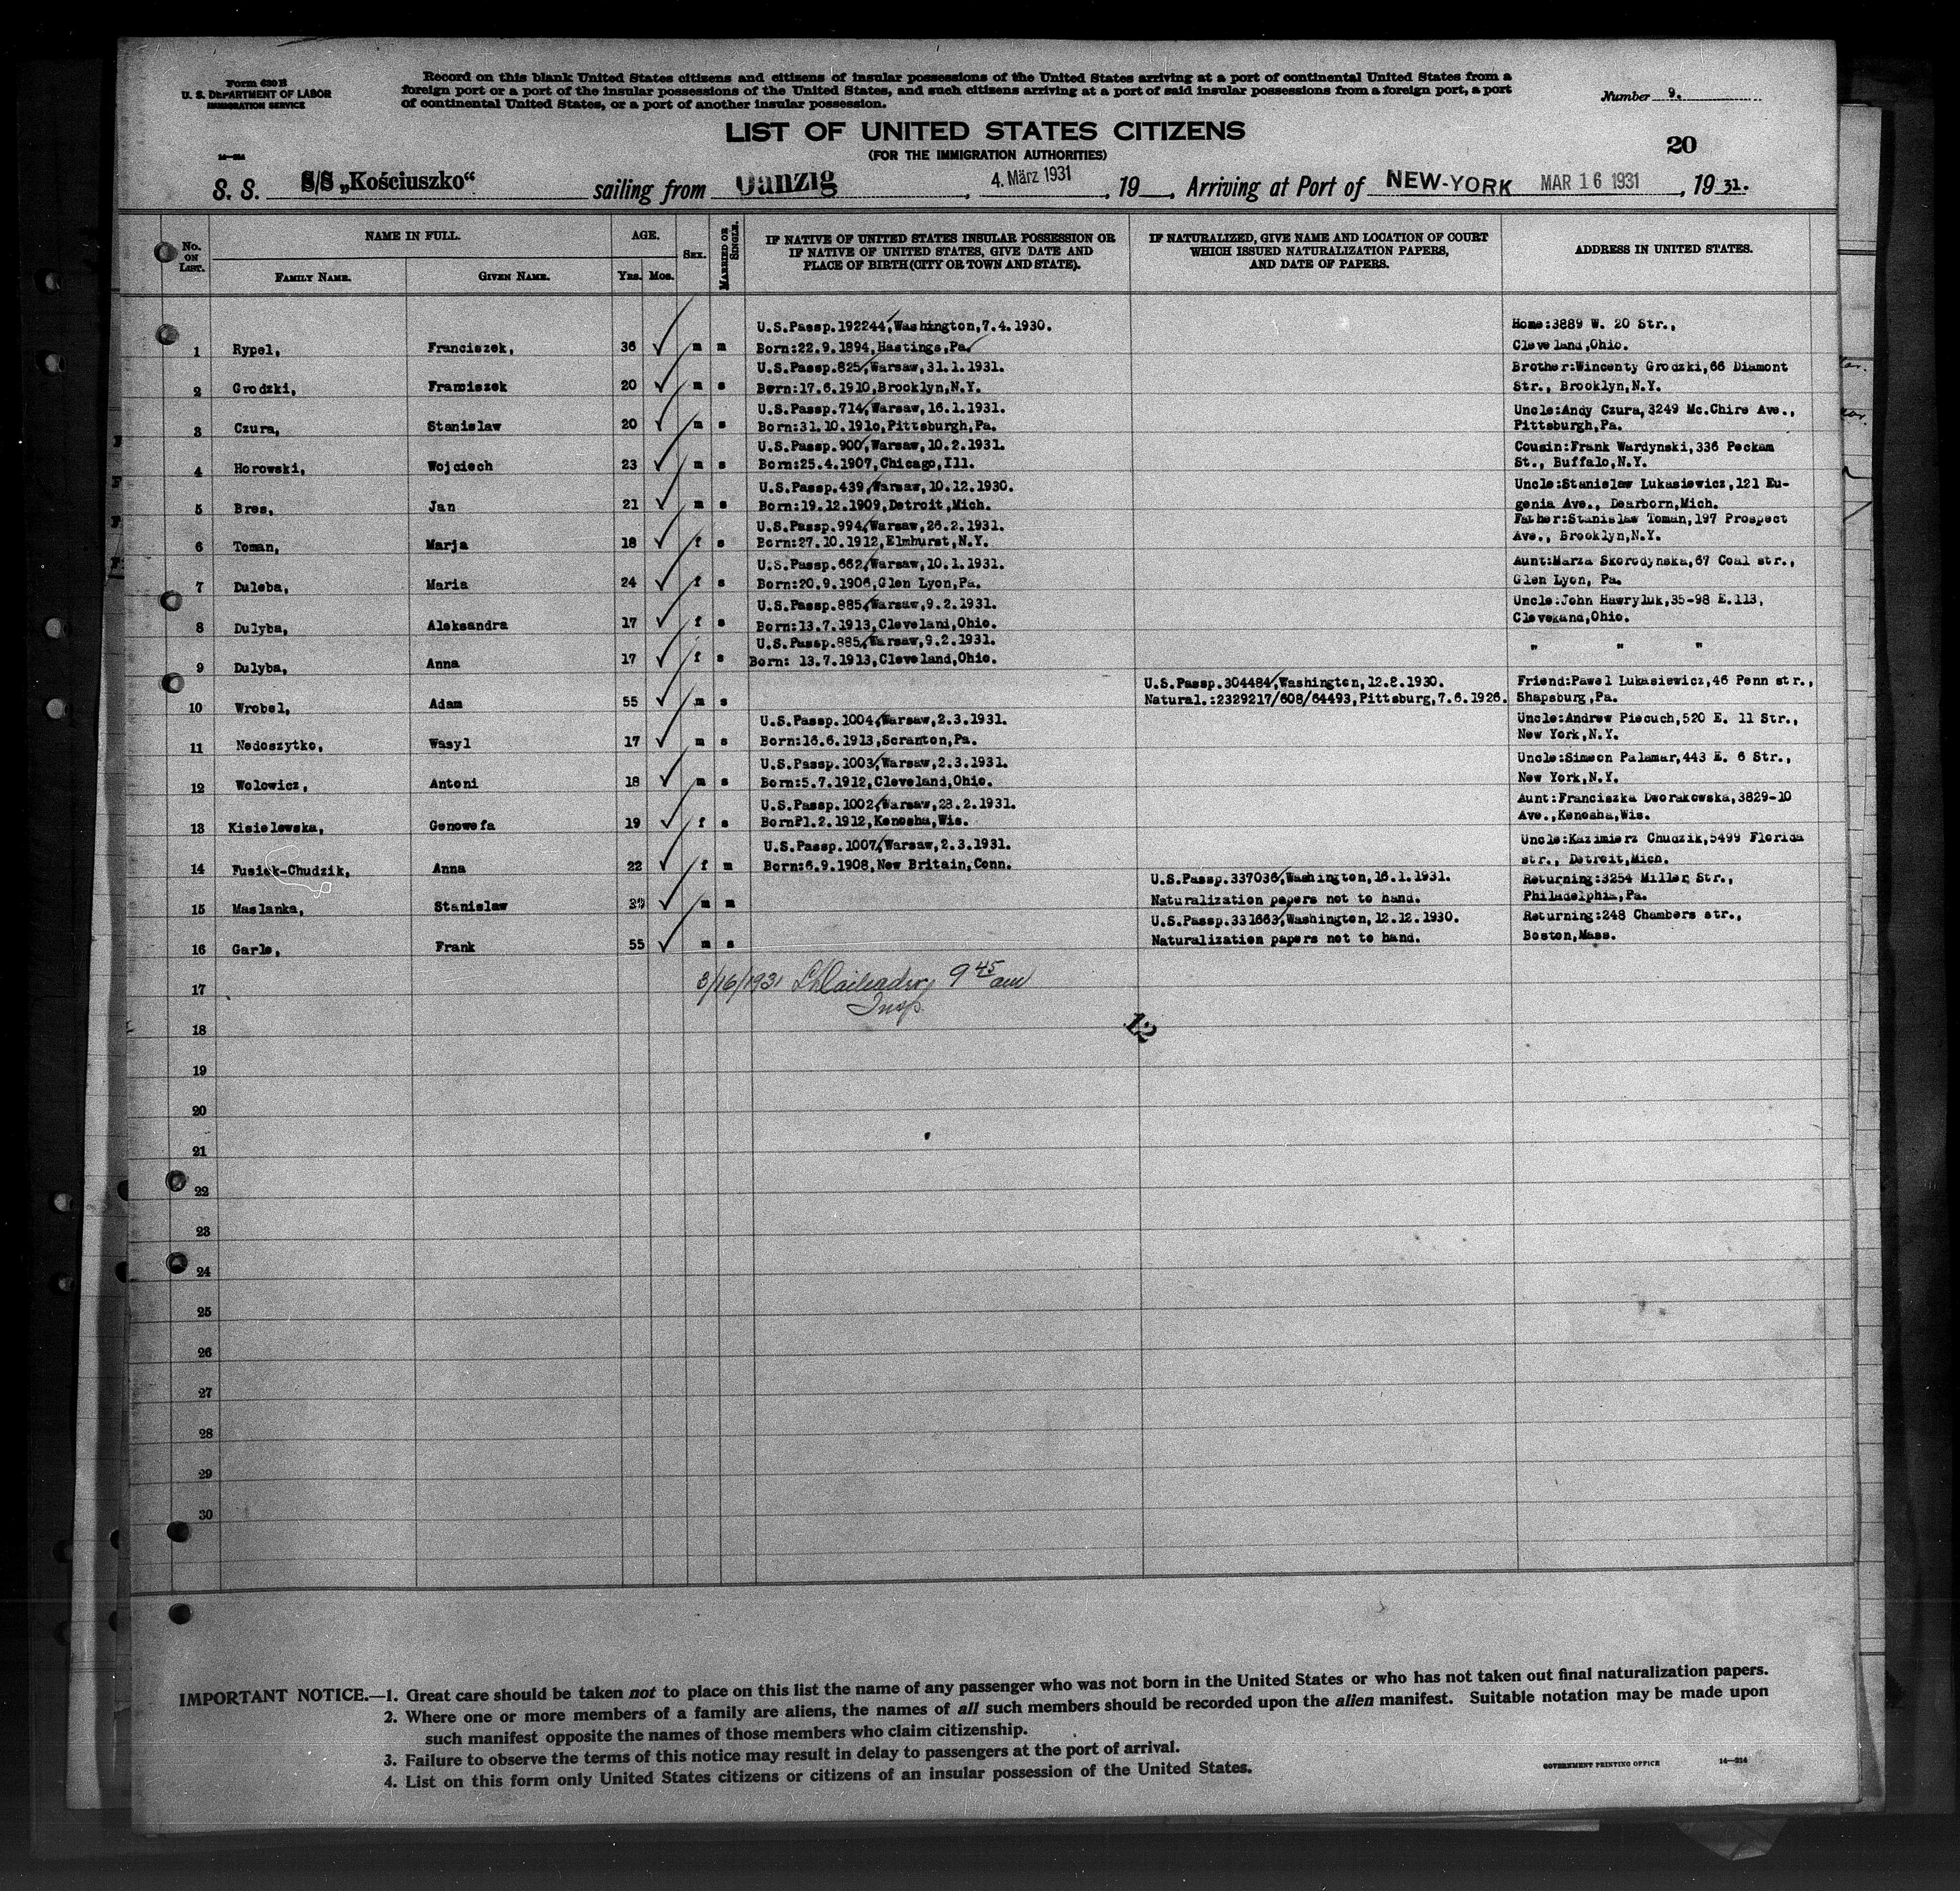 Form 630 B
U. S. DEPARTMENT OF LABOR
IMMIGRATION SERVICE
Record on this blank United States citizens and citizens of insular possessions of the United States arriving at a port of continental United States from a
foreign port or a port of the insular possessions of the United States, and such citizens arriving at a port of said insular possessions from a foreign port, a port
of continental United States, or a port of another insular possession.
Number 9.
LIST OF UNITED STATES CITIZENS
(FOR THE IMMIGRATION AUTHORITIES)
20
14—314
S. S. S/S „Kościuszko“ sailing from Danzig, 4. März 1931, 19 , Arriving at Port of NEW-YORK MAR 16 1931, 19 31.
No. ON LIST.
NAME IN FULL.
FAMILY NAME.
GIVEN NAME.
AGE.
YRS. MOS.
SEX.
MARRIED OR SINGLE.
IF NATIVE OF UNITED STATES INSULAR POSSESSION OR
IF NATIVE OF UNITED STATES, GIVE DATE AND
PLACE OF BIRTH (CITY OR TOWN AND STATE).
IF NATURALIZED, GIVE NAME AND LOCATION OF COURT
WHICH ISSUED NATURALIZATION PAPERS,
AND DATE OF PAPERS.
ADDRESS IN UNITED STATES.
U.S.Passp.192244,Washington,7.4.1930. Home:3889 W. 20 Str.,
1 Rypel, Franciszek, 36 m m Born:22.9.1894,Hastings,Pa. Cleveland,Ohio.
U.S.Passp.825,Warsaw,31.1.1931. Brother:Wincenty Grodzki,66 Diamont
2 Grodzki, Franciszek 20 m s Born:17.6.1910,Brooklyn,N.Y. Str., Brooklyn,N.Y.
U.S.Passp.714,Warsaw,16.1.1931. Uncle:Andy Czura,3249 Mc.Chire Ave.,
3 Czura, Stanislaw 20 m s Born:31.10.191o,Pittsburgh,Pa. Pittsburgh,Pa.
U.S.Passp.900,Warsaw,10.2.1931. Cousin:Frank Wardynski,336 Peckam
4 Horowski, Wojciech 23 m s Born:25.4.1907,Chicago,Ill. St., Buffalo,N.Y.
U.S.Passp.439,Warsaw,10.12.1930. Uncle:Stanislaw Lukasiewicz,121 Eu-
5 Bres, Jan 21 m s Born:19.12.1909,Detroit,Mich. genia Ave., Dearborn,Mich.
U.S.Passp.994,Warsaw,26.2.1931. Father:Stanislaw Toman,197 Prospect
6 Toman, Marja 18 f s Born:27.10.1912,Elmhurst,N.Y. Ave., Brooklyn,N.Y.
U.S.Passp.662,Warsaw,10.1.1931. Aunt:Marza Skorodynska,67 Coal str.,
7 Duleba, Maria 24 f s Born:20.9.1906,Glen Lyon,Pa. Glen Lyon, Pa.
U.S.Passp.885,Warsaw,9.2.1931. Uncle:John Hawryluk,35-98 E.113,
8 Dulyba, Aleksandra 17 f s Born:13.7.1913,Cleveland,Ohio. Clevekand,Ohio.
U.S.Passp.885,Warsaw,9.2.1931.
9 Dulyba, Anna 17 f s Born: 13.7.1913,Cleveland,Ohio. " " "
U.S.Passp.304484,Washington,12.2.1930. Friend:Pawel Lukasiewicz,46 Penn str.,
10 Wrobel, Adam 55 m s Natural.:2329217/608/64493,Pittsburg,7.6.1926. Shapsburg,Pa.
U.S.Passp.1004,Warsaw,2.3.1931. Uncle:Andrew Piecuch,520 E. 11 Str.,
11 Nedoszytko, Wasyl 17 m s Born:16.6.1913,Scranton,Pa. New York,N.Y.
U.S.Passp.1003,Warsaw,2.3.1931. Uncle:Simeon Palamar,443 E. 6 Str.,
12 Wolowicz, Antoni 18 m s Born:5.7.1912,Cleveland,Ohio. New York,N.Y.
U.S.Passp.1002,Warsaw,28.2.1931. Aunt:Franciszka Dworakowska,3829-10
13 Kisielewska, Genowefa 19 f s Born:1.2.1912,Kenosha,Wis. Ave.,Kenosha,Wis.
U.S.Passp.1007,Warsaw,2.3.1931. Uncle:Kazimierz Chudzik,5499 Florida
14 Fusiek-Chudzik, Anna 22 f m Born:6.9.1908,New Britain,Conn. str., Detroit,Mich.
U.S.Passp.337036,Washington,16.1.1931. Returning:3254 Miller Str.,
15 Maslanka, Stanislaw m m Naturalization papers not to hand. Philadelphia,Pa.
U.S.Passp.331663,Washington,12.12.1930. Returning:248 Chambers str.,
16 Garle, Frank 55 m s Naturalization papers not to hand. Boston,Mass.
3/16/1931 9 45 am
17
Insp.
18
12
19
20
21
22
23
24
25
26
27
28
29
30
IMPORTANT NOTICE.—1. Great care should be taken not to place on this list the name of any passenger who was not born in the United States or who has not taken out final naturalization papers.
2. Where one or more members of a family are aliens, the names of all such members should be recorded upon the alien manifest. Suitable notation may be made upon
such manifest opposite the names of those members who claim citizenship.
3. Failure to observe the terms of this notice may result in delay to passengers at the port of arrival.
4. List on this form only United States citizens or citizens of an insular possession of the United States.
GOVERNMENT PRINTING OFFICE 14—314